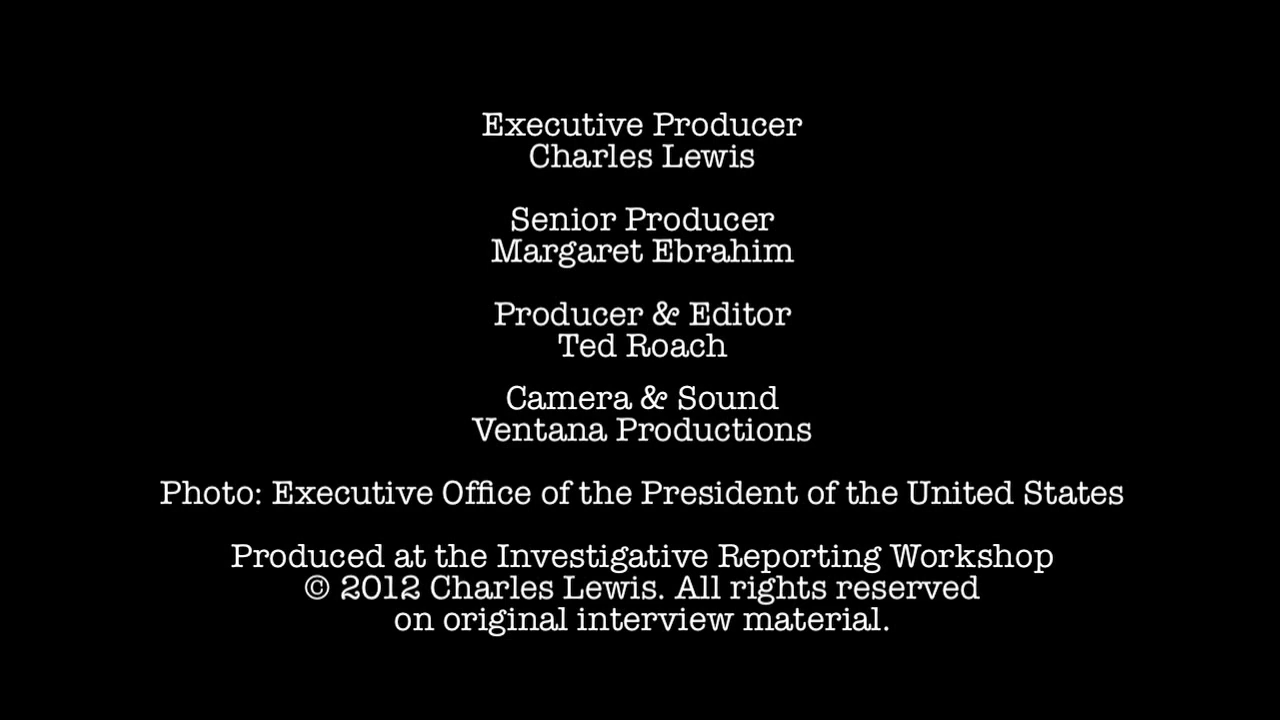 Executive Producer
Charles Lewis
Senior Producer
Margaret Ebrahim
Producer & Editor
Ted Roach
Camera & Sound
Ventana Productions
Photo: Executive Office of the President of the United States
Produced at the Investigative Reporting Workshop
© 2012 Charles Lewis. All rights reserved
on original interview material.